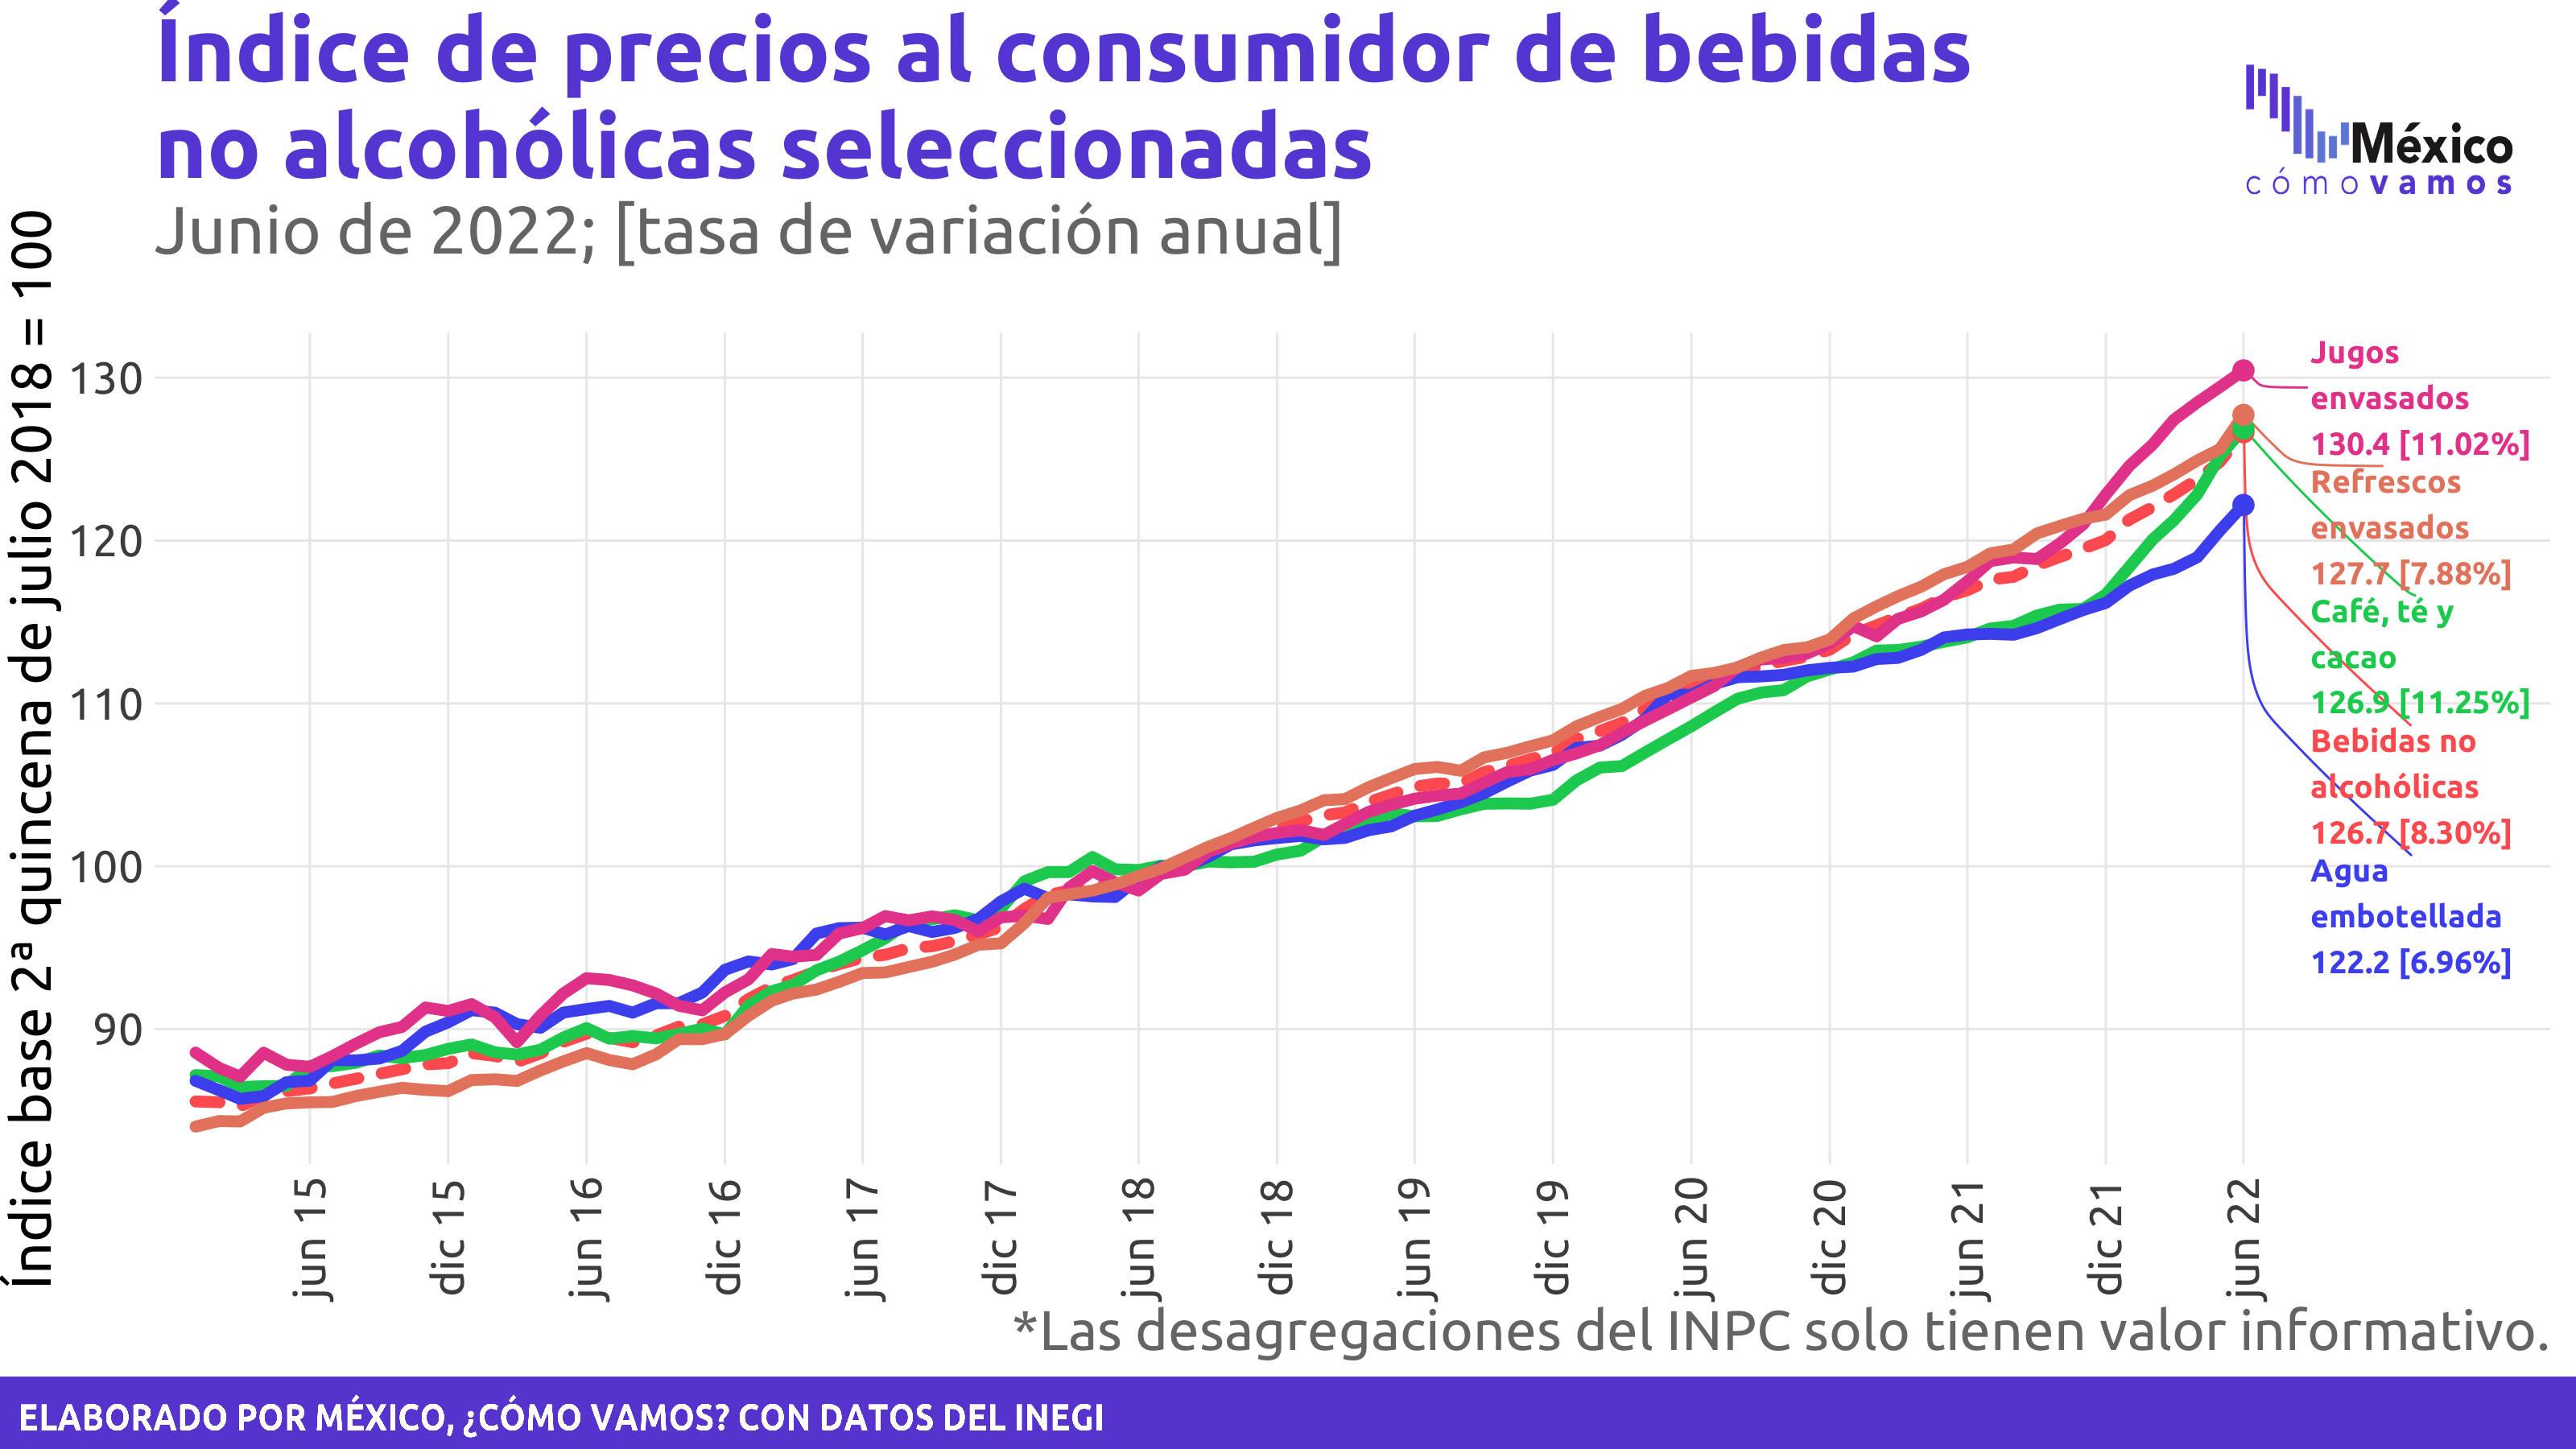 Índice de precios al consumidor de bebidas
no alcohólicas seleccionadas
Junio de 2022; [tasa de variación anual]
México
cómo vamos
Índice base 2ª quincena de julio 2018 = 100
130
120
110
100
90
Jugos
envasados
130.4 [11.02%]
Refrescos
envasados
127.7 [7.88%]
Café, té y
cacao
126.9 [11.25%]
Bebidas no
alcohólicas
126.7 [8.30%]
Agua
embotellada
122.2 [6.96%]
jun 15
dic 15
jun 16
dic 16
jun 17
dic 17
jun 18
dic 18
jun 19
dic 19
jun 20
dic 20
jun 21
dic 21
jun 22
*Las desagregaciones del INPC solo tienen valor informativo.
ELABORADO POR MÉXICO, ¿CÓMO VAMOS? CON DATOS DEL INEGI